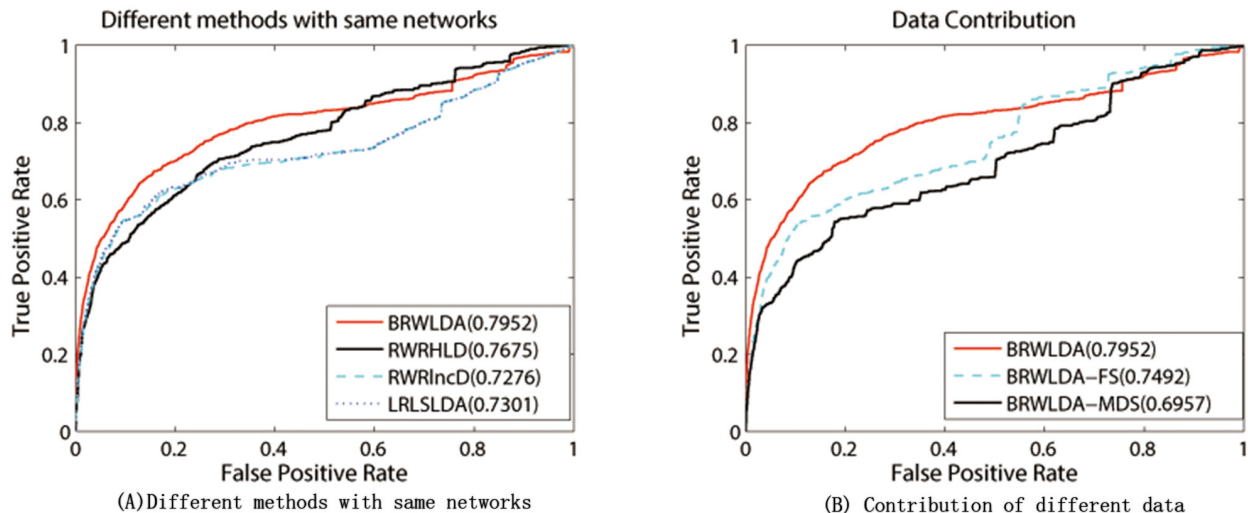 Different methods with same networks
True Positive Rate
1
0.8
0.6
0.4
0.2
0
BRWLDA(0.7952)
RWRHLD(0.7675)
RWRlncD(0.7276)
LRLSLDA(0.7301)
0.2
0.4
0.6
0.8
1
False Positive Rate
(A)Different methods with same networks
Data Contribution
True Positive Rate
1
0.8
0.6
0.4
0.2
0
BRWLDA(0.7952)
BRWLDA−FS(0.7492)
BRWLDA−MDS(0.6957)
0.2
0.4
0.6
0.8
1
False Positive Rate
(B) Contribution of different data